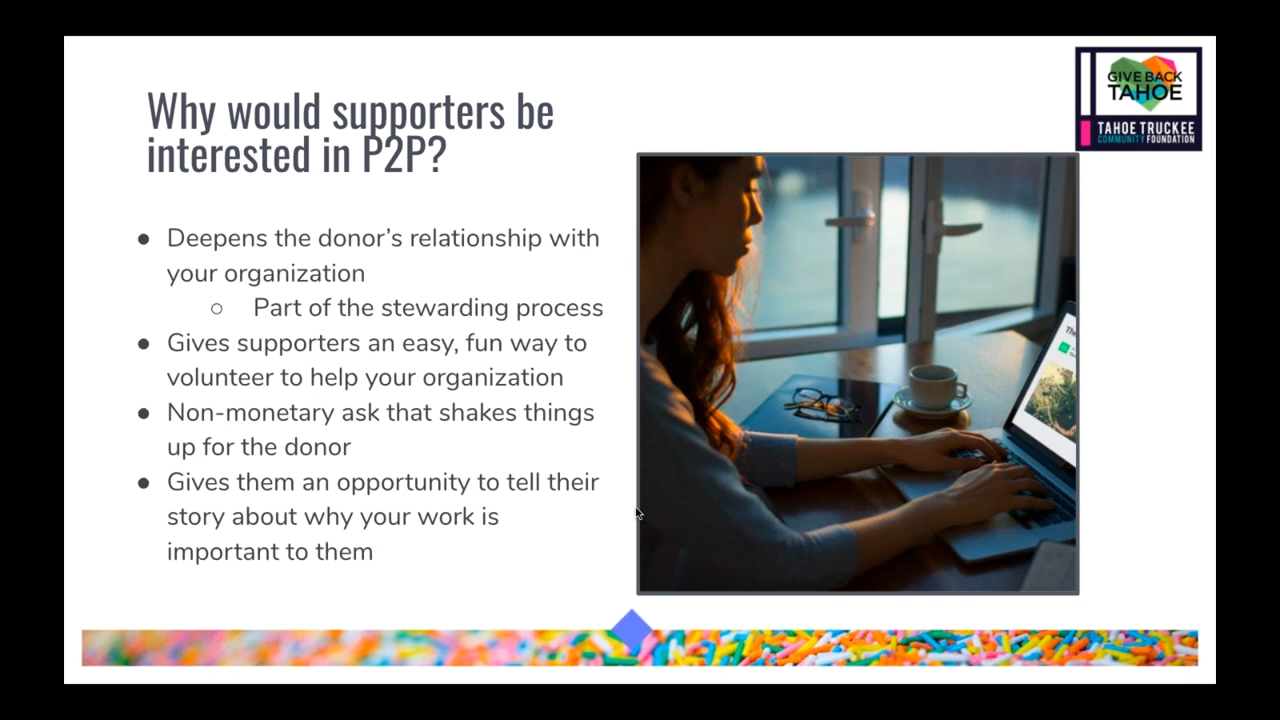 Why would supporters be
interested in P2P?
GIVE BACK
TAHOE
TAHOE TRUCKEE
COMMUNITY FOUNDATION
● Deepens the donor’s relationship with
your organization
○ Part of the stewarding process
● Gives supporters an easy, fun way to
volunteer to help your organization
● Non-monetary ask that shakes things
up for the donor
● Gives them an opportunity to tell their
story about why your work is
important to them